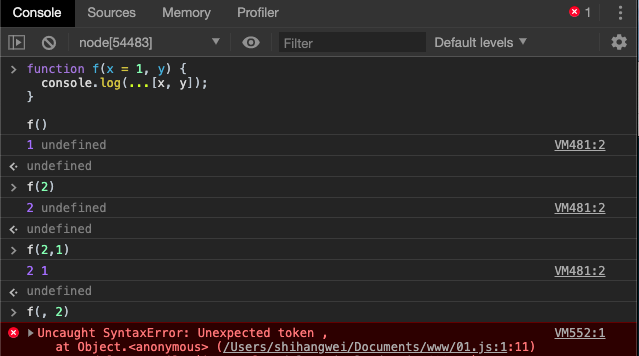 Console Sources Memory Profiler 1
node[54483] Filter Default levels
function f(x = 1, y) {
console.log(...[x, y]);
}
f()
1 undefined VM481:2
undefined
f(2)
2 undefined VM481:2
undefined
f(2,1)
2 1 VM481:2
undefined
f(, 2)
Uncaught SyntaxError: Unexpected token , VM552:1
at Object.<anonymous> (/Users/shihangwei/Documents/www/01.js:1:11)